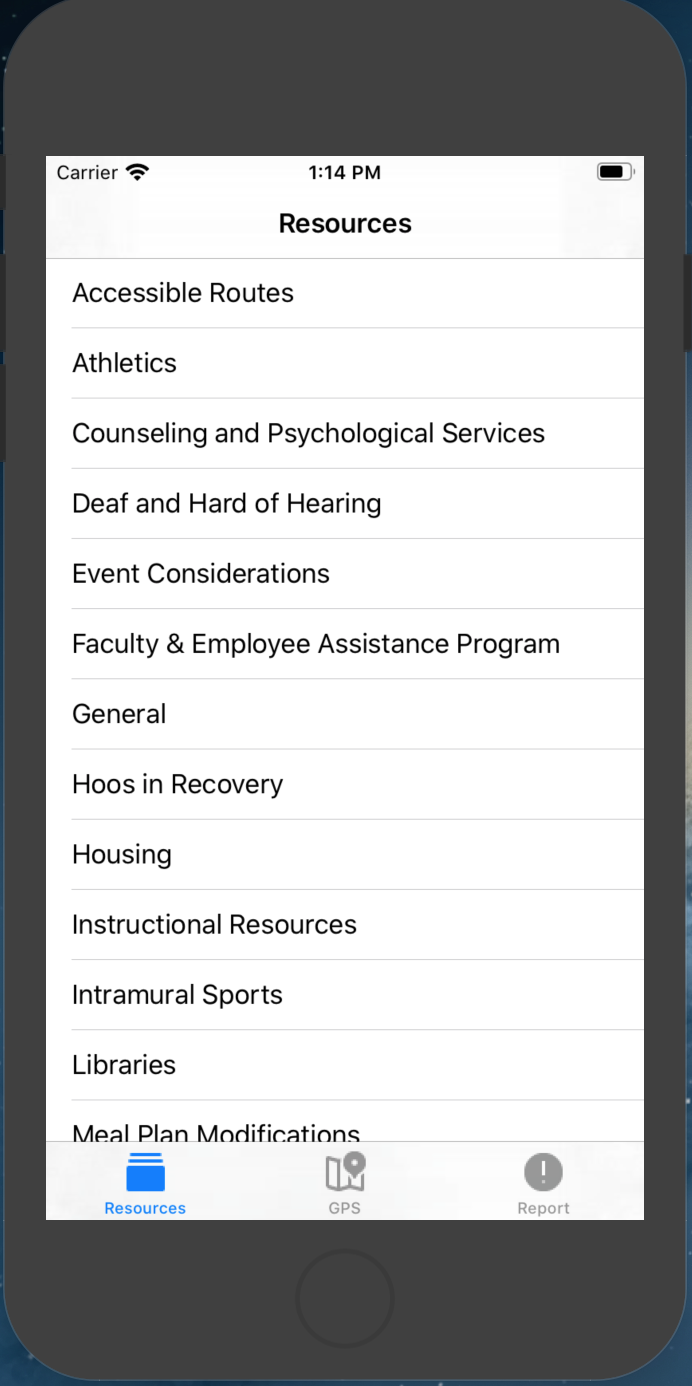 Carrier 1:14 PM
Resources
Accessible Routes
Athletics
Counseling and Psychological Services
Deaf and Hard of Hearing
Event Considerations
Faculty & Employee Assistance Program
General
Hoos in Recovery
Housing
Instructional Resources
Intramural Sports
Libraries
Meal Plan Modifications
Resources GPS Report